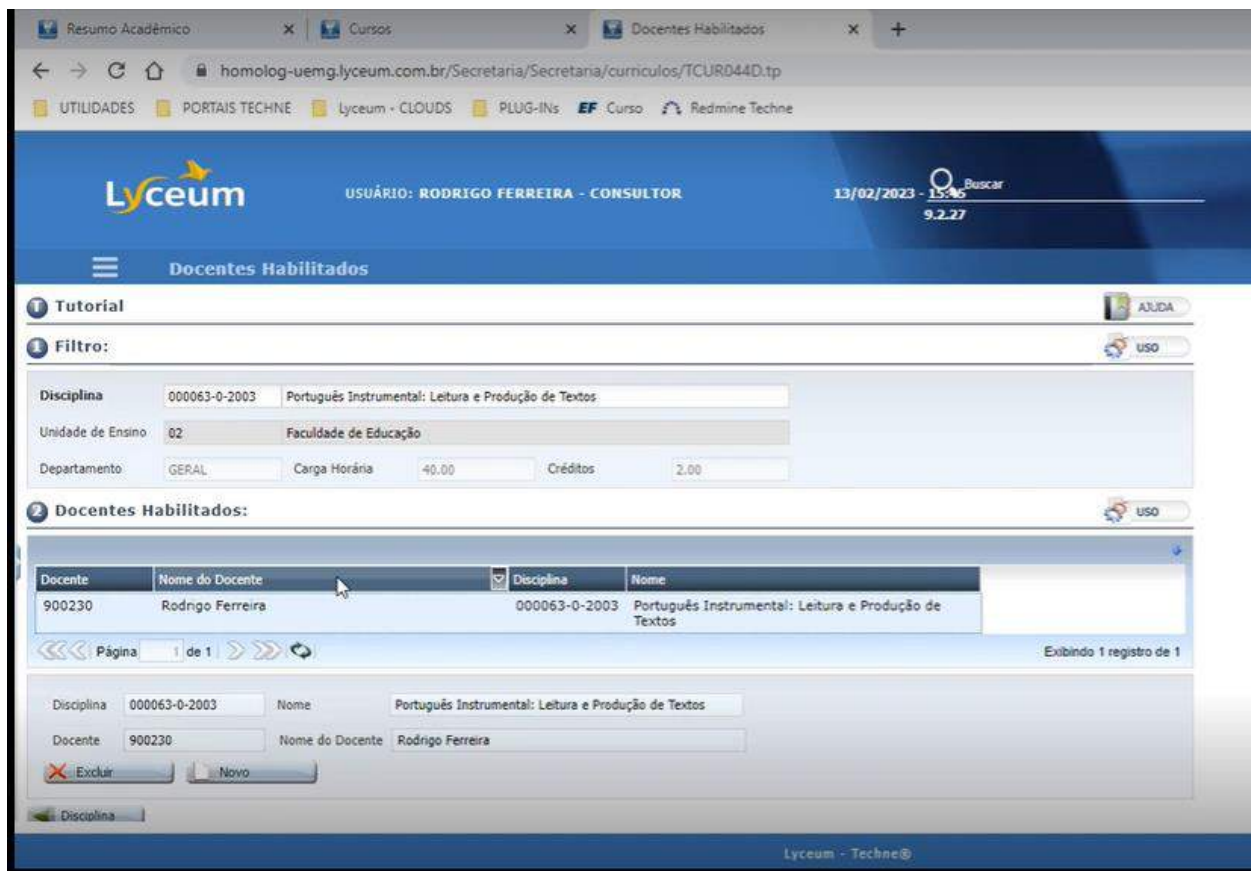 Resumo Acadêmico
Cursos
Docentes Habilitados
homolog-uemg.lyceum.com.br/Secretaria/Secretaria/curriculos/TCUR044D.tp
UTILIDADES PORTAIS TECHNE Lyceum - CLOUDS PLUG-INs EF Curso Redmine Techne
Lyceum
USUÁRIO: RODRIGO FERREIRA - CONSULTOR
13/02/2023 - 15:45
Buscar
9.2.27
Docentes Habilitados
Tutorial
AJUDA
1 Filtro:
USO
Disciplina 000063-0-2003 Português Instrumental: Leitura e Produção de Textos
Unidade de Ensino 02 Faculdade de Educação
Departamento GERAL Carga Horária 40.00 Créditos 2.00
2 Docentes Habilitados:
USO
Docente Nome do Docente Disciplina Nome
900230 Rodrigo Ferreira 000063-0-2003 Português Instrumental: Leitura e Produção de
Textos
Página 1 de 1
Exibindo 1 registro de 1
Disciplina 000063-0-2003 Nome Português Instrumental: Leitura e Produção de Textos
Docente 900230 Nome do Docente Rodrigo Ferreira
Excluir Novo
Disciplina
Lyceum - Techne®